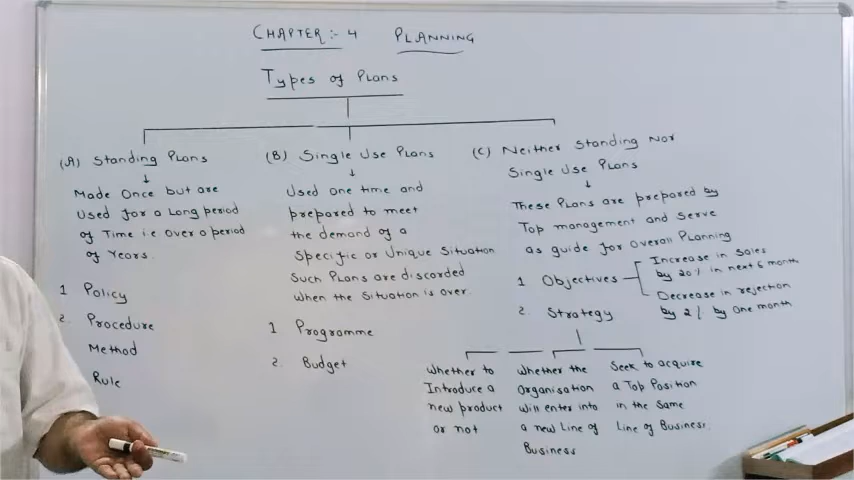 CHAPTER :- 4 PLANNING
Types of Plans
(A) Standing Plans
Made Once but are
Used for a Long period
of Time i.e over a period
of Years.
1 Policy
2. Procedure
Method
Rule
(B) Single Use Plans
Used one time and
prepared to meet
the demand of a
Specific or Unique Situation
Such Plans are discarded
When the Situation is over.
1 Programme
2. Budget
(C) Neither Standing Nor
Single Use Plans
These Plans are prepared by
Top management and Serve
as guide for Overall Planning
1 Objectives
Increase in Sales
by 20% in next 6 month
Decrease in rejection
by 2% by One month
2. Strategy
Whether to
Introduce a
new product
or not
Whether the
Organisation
will enter into
a new Line of
Business
Seek to acquire
a Top Position
in the Same
Line of Business.